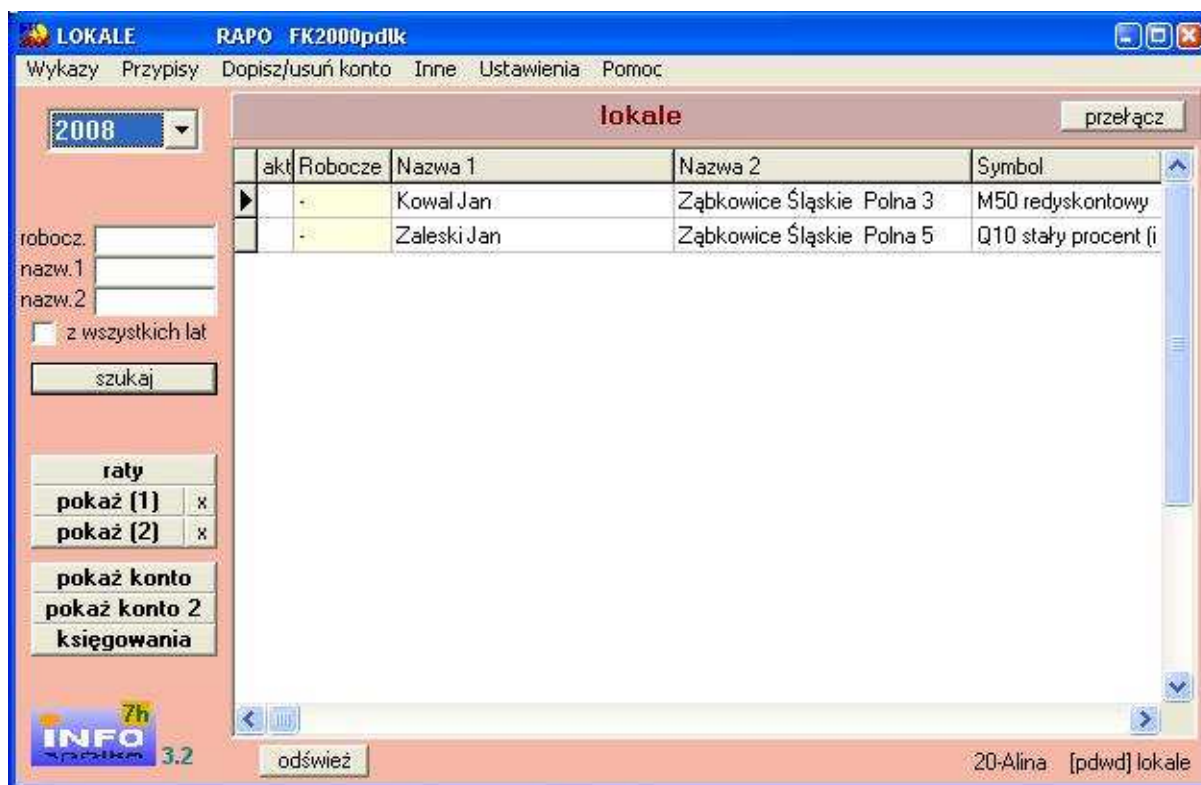 LOKALE RAPO FK2000pdlk
Wykazy Przypisy Dopisz/usuń konto Inne Ustawienia Pomoc
2008
lokale
przełącz
akt Robocze Nazwa 1 Nazwa 2 Symbol
- Kowal Jan Ząbkowice Śląskie Polna 3 M50 redyskontowy
- Zaleski Jan Ząbkowice Śląskie Polna 5 Q10 stały procent (i
robocz.
nazw.1
nazw.2
z wszystkich lat
szukaj
raty
pokaż (1) x
pokaż (2) x
pokaż konto
pokaż konto 2
księgowania
7h
INFO
3.2
odśwież
20-Alina [pdwd] lokale